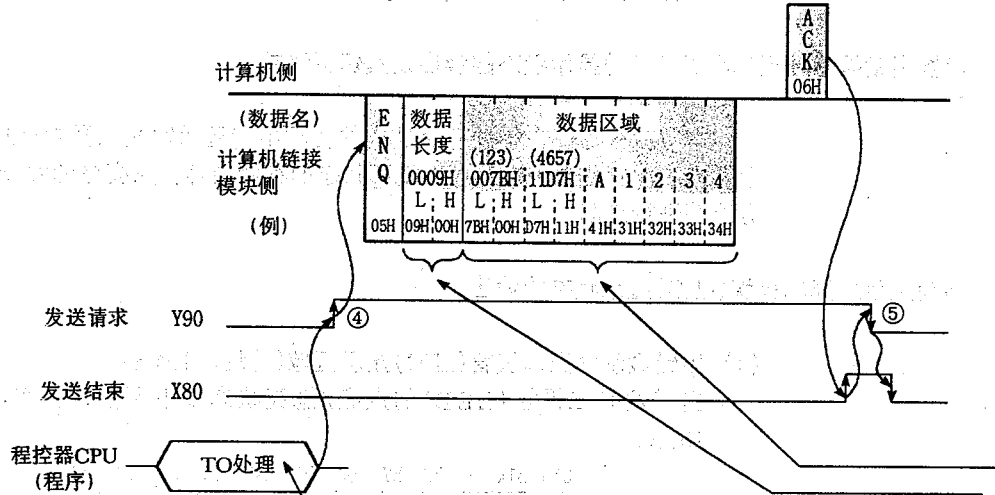 A
C
K
06H
计算机侧
(数据名)
E
N
Q
数据
长度
数据区域
计算机链接
模块侧
(123) (4657)
0009H 007BH 11D7H A 1 2 3 4
L H L H L H
(例)
05H 09H 00H 7BH 00H D7H 11H 41H 31H 32H 33H 34H
发送请求 Y90 ④ ⑤
发送结束 X80
程控器CPU
(程序)
TO处理